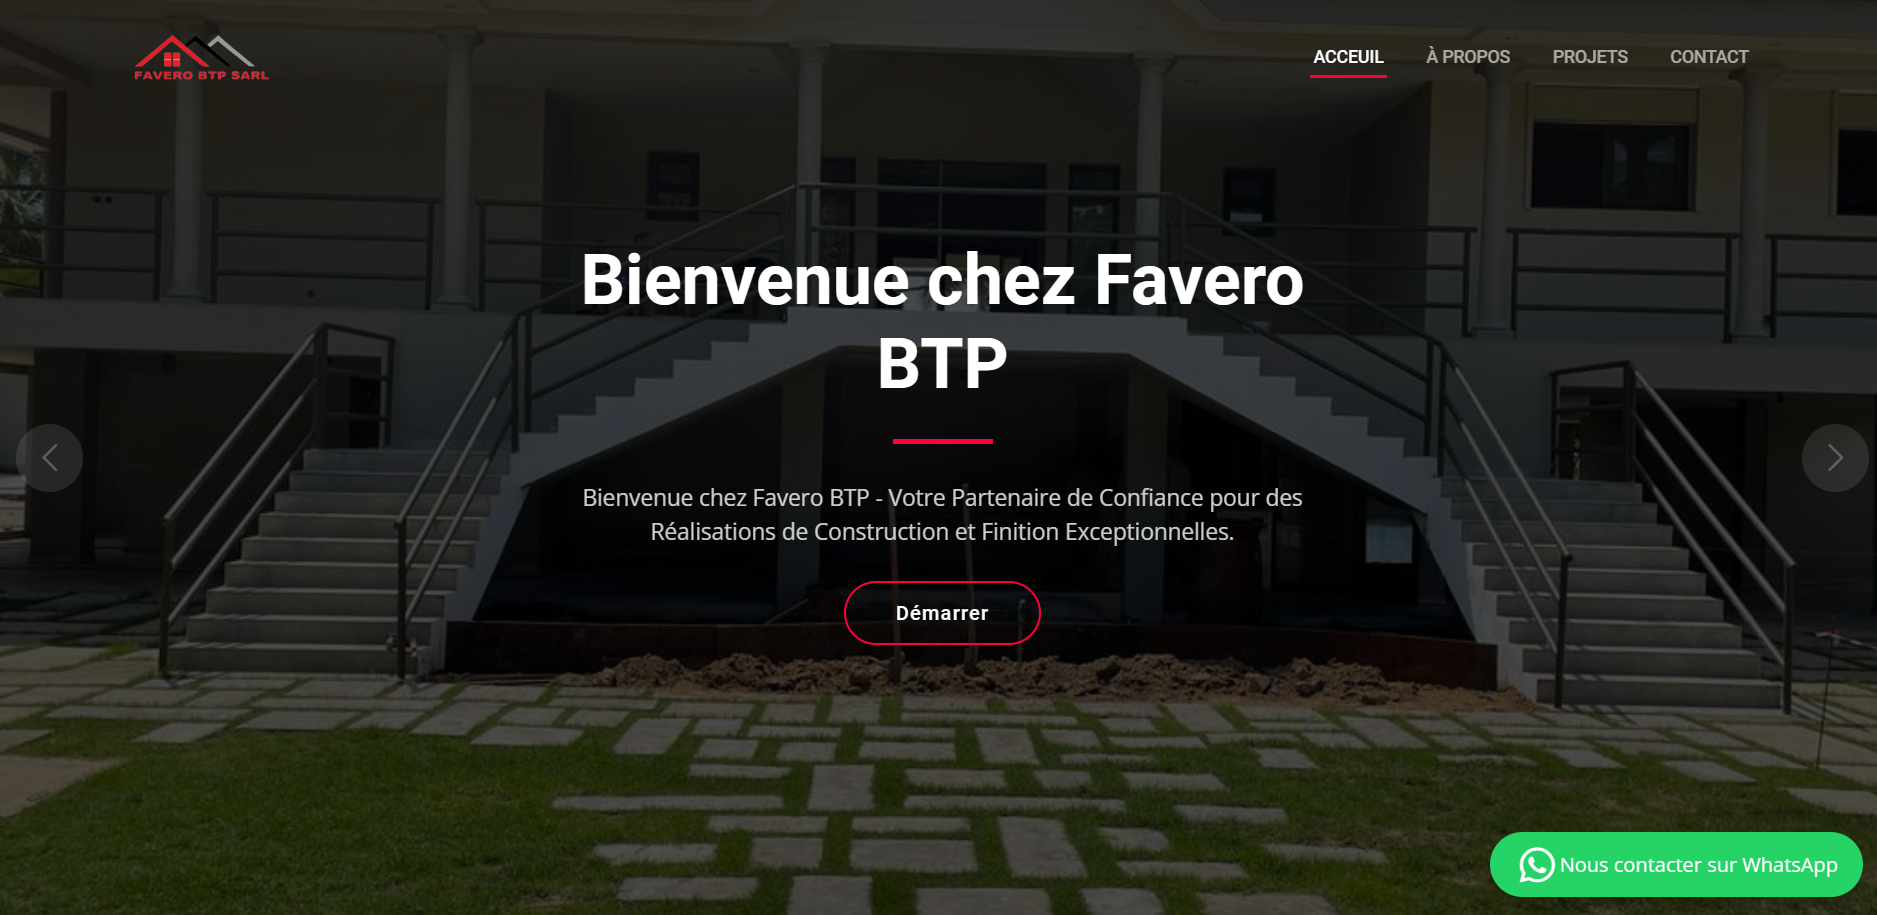 FAVERO BTP SARL
ACCEUIL À PROPOS PROJETS CONTACT
Bienvenue chez Favero
BTP
Bienvenue chez Favero BTP - Votre Partenaire de Confiance pour des
Réalisations de Construction et Finition Exceptionnelles.
Démarrer
Nous contacter sur WhatsApp